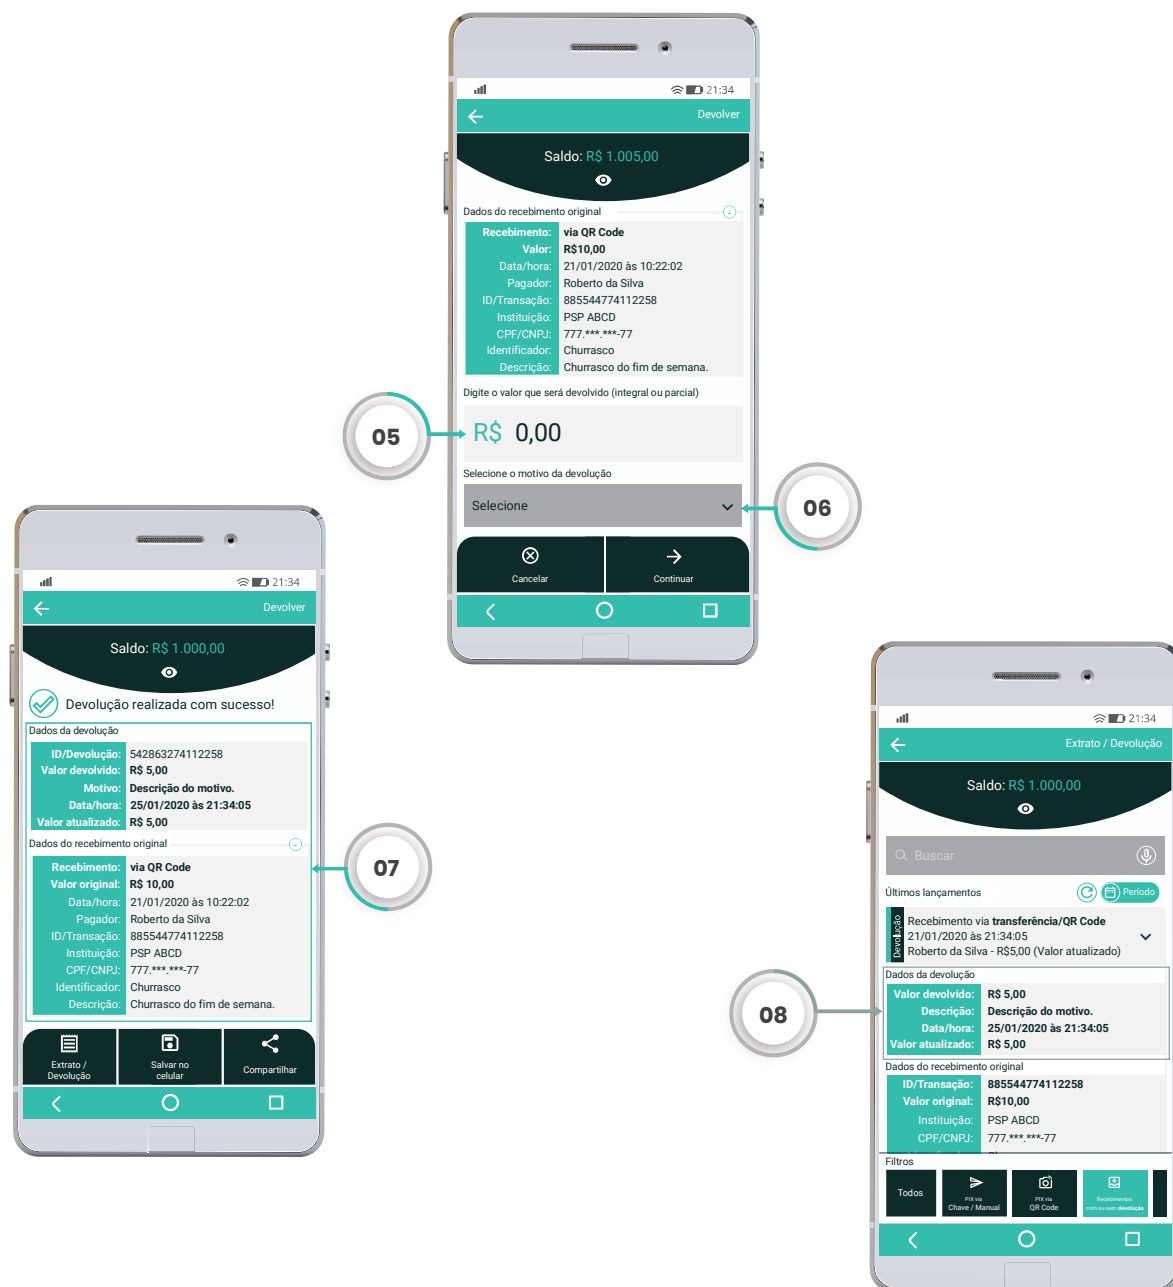 21:34
Devolver
Saldo: R$ 1.005,00
Dados do recebimento original
Recebimento: via QR Code
Valor: R$10,00
Data/hora: 21/01/2020 às 10:22:02
Pagador: Roberto da Silva
ID/Transação: 885544774112258
Instituição: PSP ABCD
CPF/CNPJ: 777.***.***-77
Identificador: Churrasco
Descrição: Churrasco do fim de semana.
Digite o valor que será devolvido (integral ou parcial)
05
R$ 0,00
Selecione o motivo da devolução
Selecione
06
Cancelar
Continuar
21:34
Devolver
Saldo: R$ 1.000,00
Devolução realizada com sucesso!
Dados da devolução
ID/Devolução: 542863274112258
Valor devolvido: R$ 5,00
Motivo: Descrição do motivo.
Data/hora: 25/01/2020 às 21:34:05
Valor atualizado: R$ 5,00
Dados do recebimento original
Recebimento: via QR Code
Valor original: R$ 10,00
Data/hora: 21/01/2020 às 10:22:02
Pagador: Roberto da Silva
ID/Transação: 885544774112258
Instituição: PSP ABCD
CPF/CNPJ: 777.***.***-77
Identificador: Churrasco
Descrição: Churrasco do fim de semana.
07
Extrato /
Devolução
Salvar no
celular
Compartilhar
21:34
Extrato / Devolução
Saldo: R$ 1.000,00
Buscar
Últimos lançamentos
Período
Devolução
Recebimento via transferência/QR Code
21/01/2020 às 21:34:05
Roberto da Silva - R$5,00 (Valor atualizado)
Dados da devolução
Valor devolvido: R$ 5,00
Descrição: Descrição do motivo.
Data/hora: 25/01/2020 às 21:34:05
Valor atualizado: R$ 5,00
08
Dados do recebimento original
ID/Transação: 885544774112258
Valor original: R$10,00
Instituição: PSP ABCD
CPF/CNPJ: 777.***.***-77
Filtros
Todos
PIX via
Chave / Manual
PIX via
QR Code
Recebimentos
com ou sem devolução